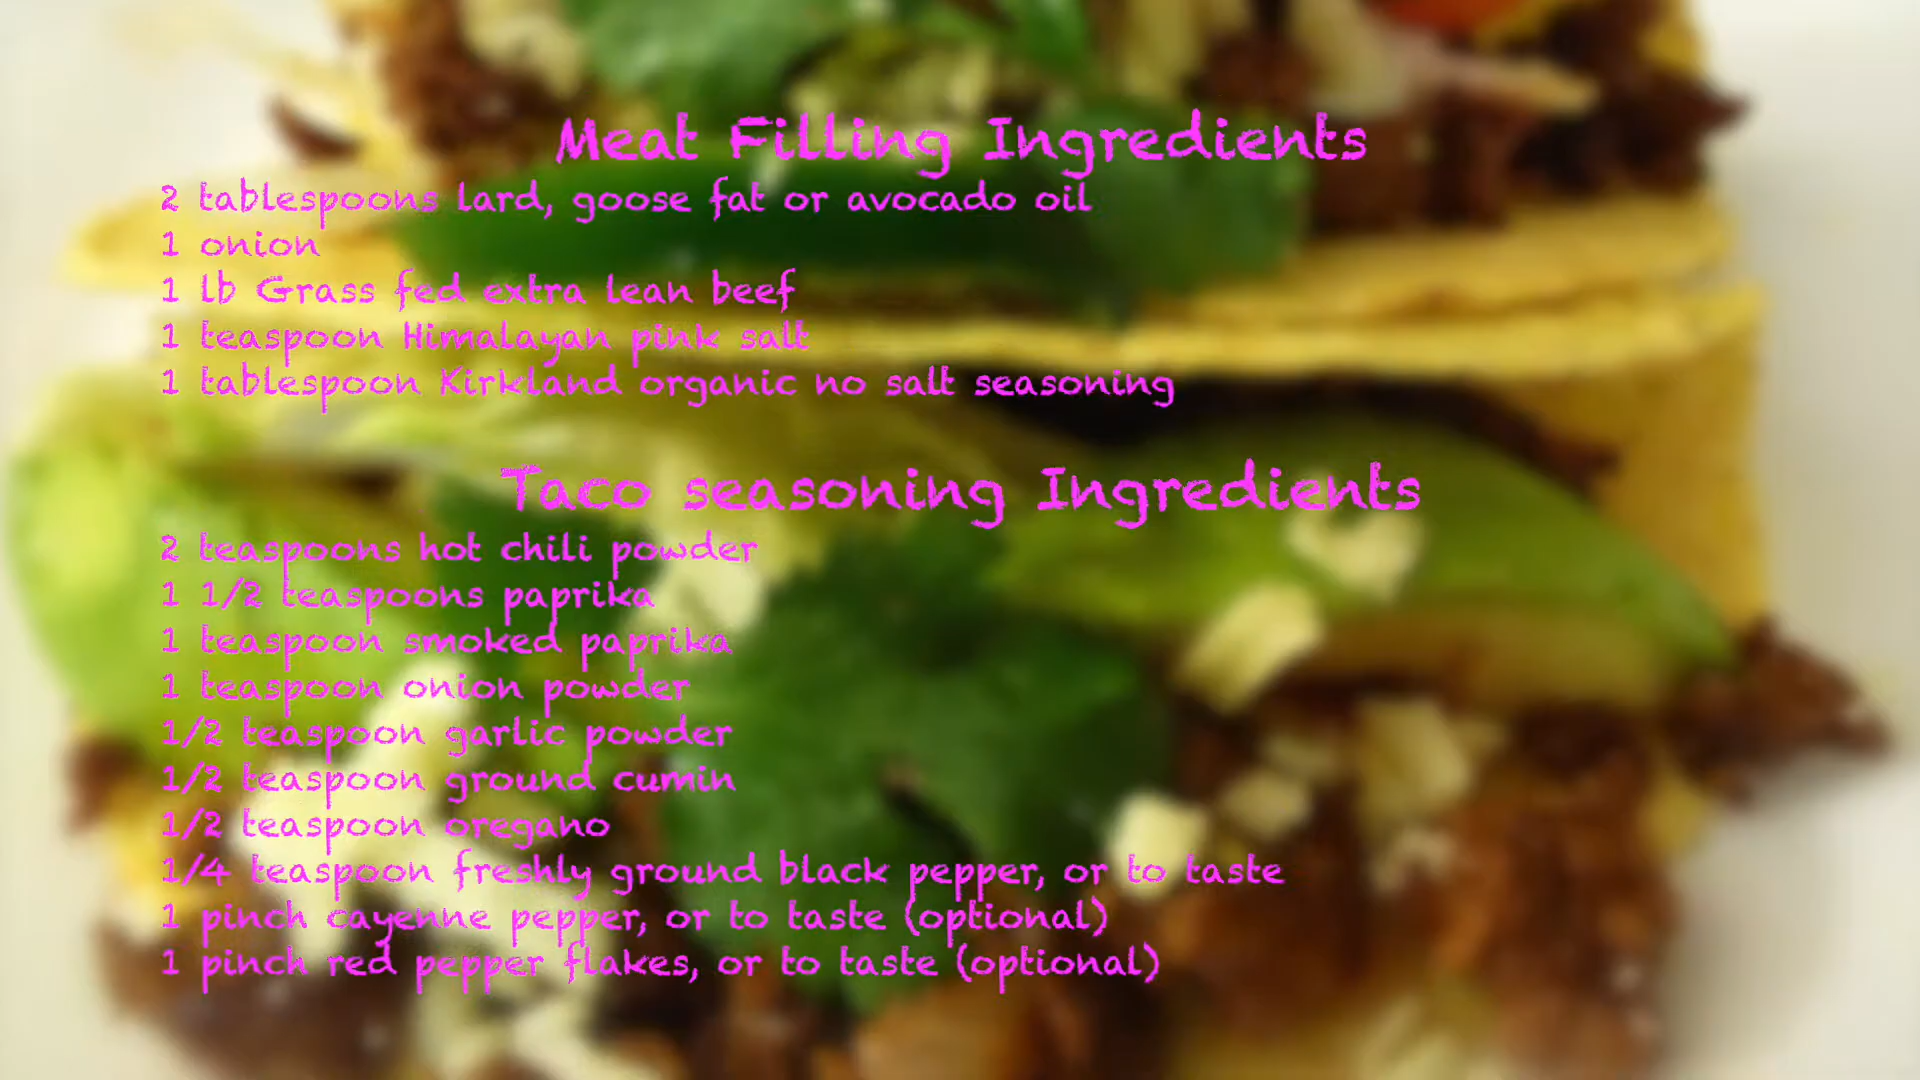 Meat Filling Ingredients
2 tablespoons lard, goose fat or avocado oil
1 onion
1 lb Grass fed extra lean beef
1 teaspoon Himalayan pink salt
1 tablespoon Kirkland organic no salt seasoning
Taco seasoning Ingredients
2 teaspoons hot chili powder
1 1/2 teaspoons paprika
1 teaspoon smoked paprika
1 teaspoon onion powder
1/2 teaspoon garlic powder
1/2 teaspoon ground cumin
1/2 teaspoon oregano
1/4 teaspoon freshly ground black pepper, or to taste
1 pinch cayenne pepper, or to taste (optional)
1 pinch red pepper flakes, or to taste (optional)